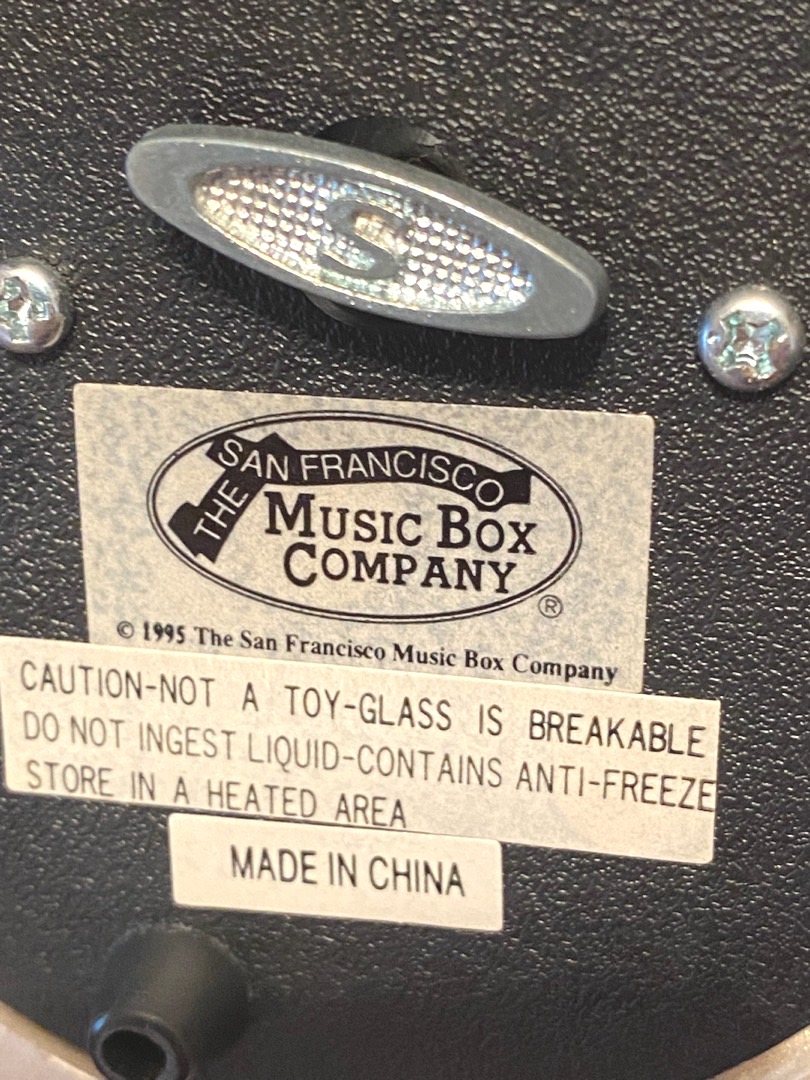 S
THE SAN FRANCISCO
MUSIC BOX
COMPANY
®
© 1995 The San Francisco Music Box Company
CAUTION-NOT A TOY-GLASS IS BREAKABLE
DO NOT INGEST LIQUID-CONTAINS ANTI-FREEZE
STORE IN A HEATED AREA
MADE IN CHINA